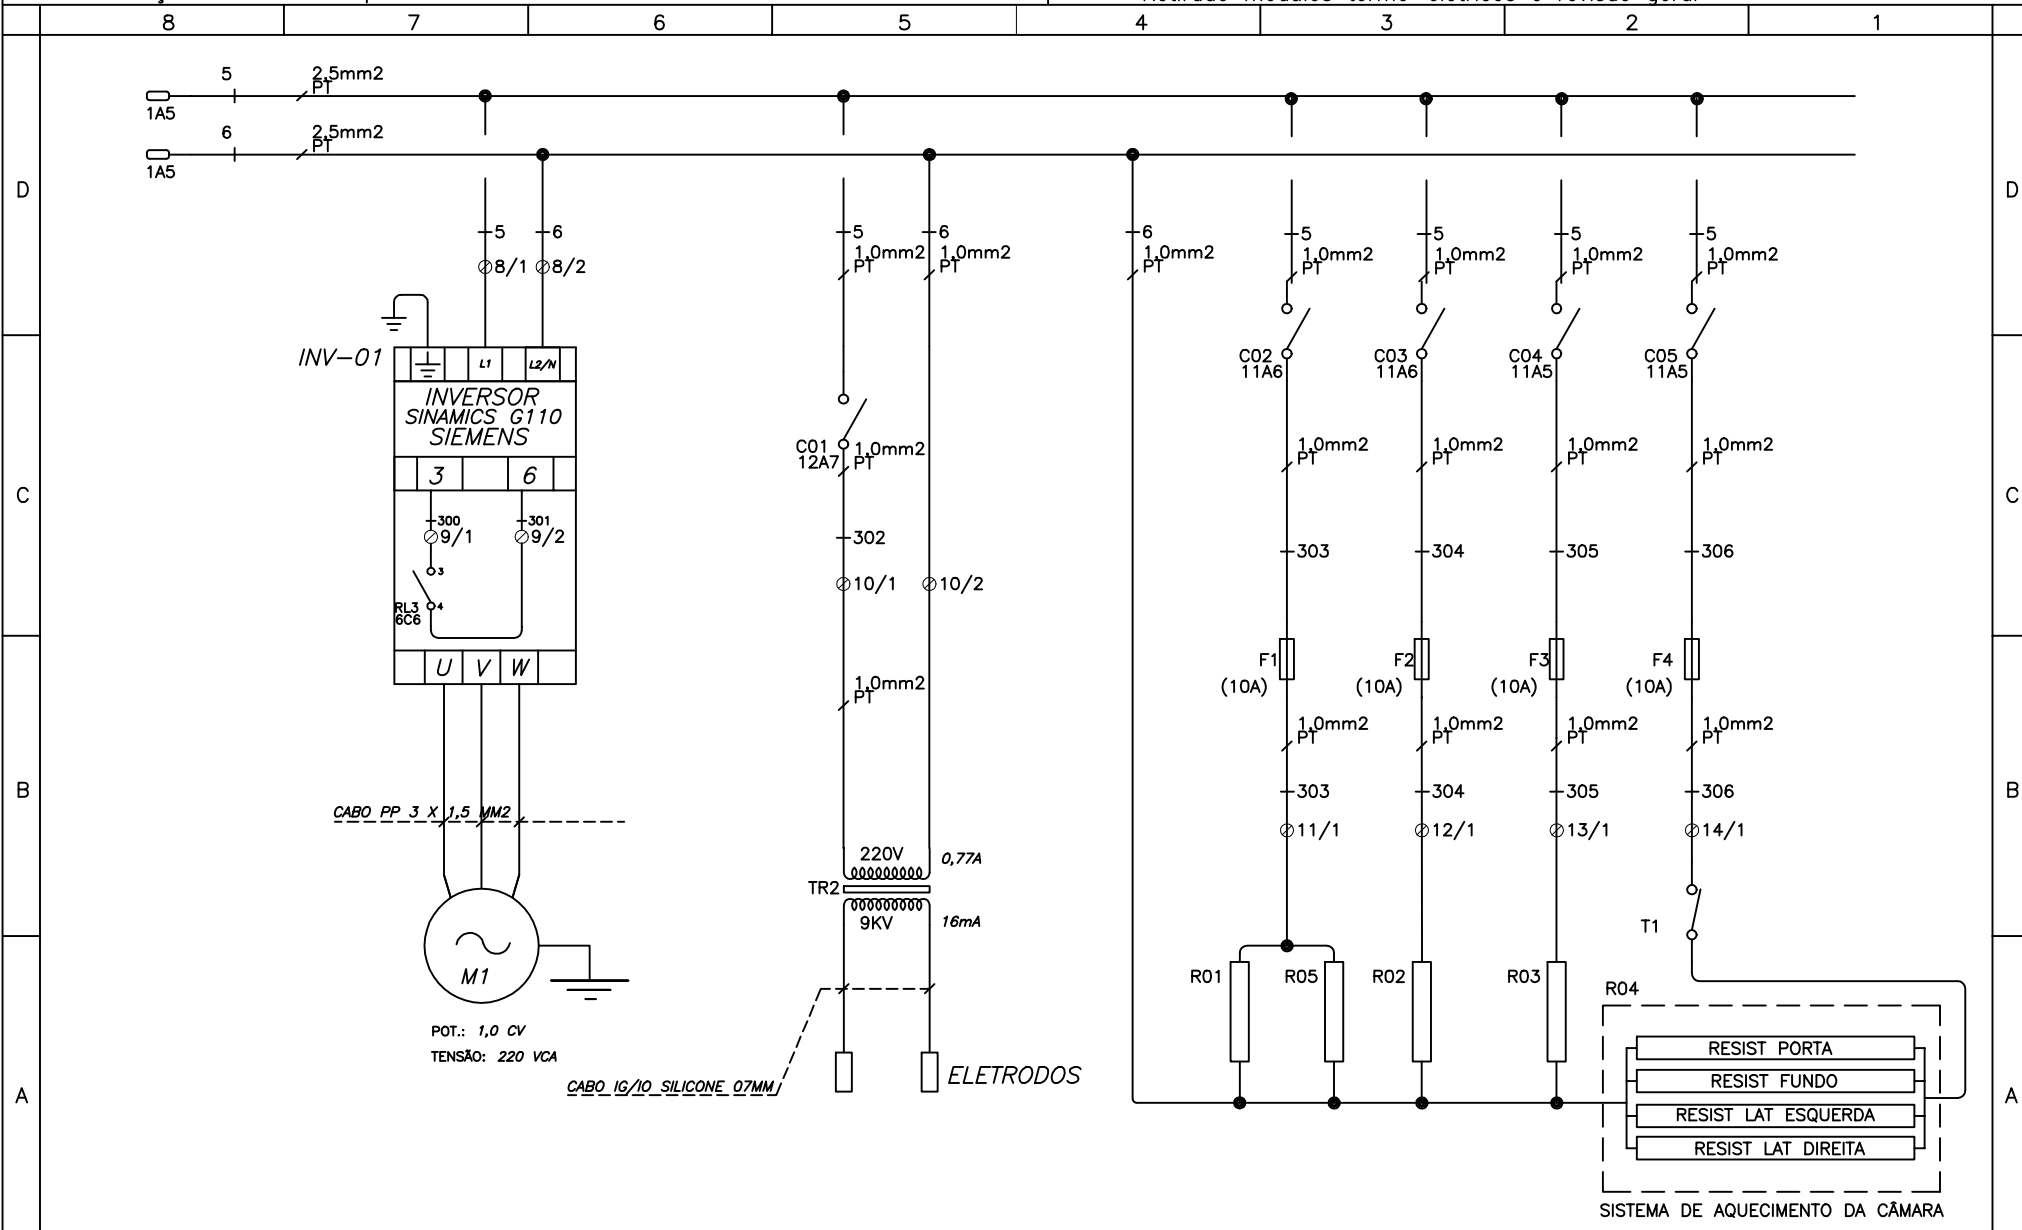 8 7 6 5 4 3 2 1
5 2,5mm2
PT
1A5
6 2,5mm2
PT
1A5
D D
5 6 5 6 6 5 5 5 5
1,0mm2 1,0mm2 1,0mm2 1,0mm2 1,0mm2 1,0mm2 1,0mm2
PT PT PT PT PT PT PT
8/1 8/2
INV-01
L1 L2/N
INVERSOR
SINAMICS G110
SIEMENS
3 6
C02 C03 C04 C05
11A6 11A6 11A5 11A5
C01 1,0mm2
12A7 PT
1,0mm2 1,0mm2 1,0mm2 1,0mm2
PT PT PT PT
C C
300 301
9/1 9/2
3
4
RL3
6C6
302
303 304 305 306
10/1 10/2
U V W
F1 F2 F3 F4
(10A) (10A) (10A) (10A)
1,0mm2
PT
1,0mm2 1,0mm2 1,0mm2 1,0mm2
PT PT PT PT
B B
303 304 305 306
CABO PP 3 X 1,5 MM2
11/1 12/1 13/1 14/1
220V 0,77A
TR2
9KV 16mA
T1
M1
R01 R05 R02 R03 R04
POT.: 1,0 CV
TENSÃO: 220 VCA
CABO IG/IO SILICONE 07MM
ELETRODOS
A A
RESIST PORTA
RESIST FUNDO
RESIST LAT ESQUERDA
RESIST LAT DIREITA
SISTEMA DE AQUECIMENTO DA CÂMARA